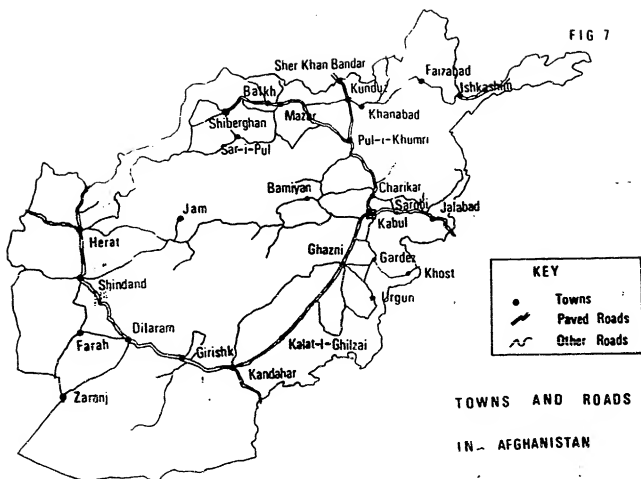 FIG 7
Sher Khan Bandar
Faizabad
Kunduz
Ishkashim
Balkh
Khanabad
Mazar
Shiberghan
Pul-i-Khumri
Sar-i-Pul
Charikar
Bamiyan
Sarobi
Jalabad
Jam
Kabul
Herat
Ghazni
Gardez
Khost
Shindand
Urgun
Dilaram
Farah
Girishk
Kalat-I-Ghilzai
Kandahar
Zaranj
KEY
Towns
Paved Roads
Other Roads
TOWNS AND ROADS
IN AFGHANISTAN